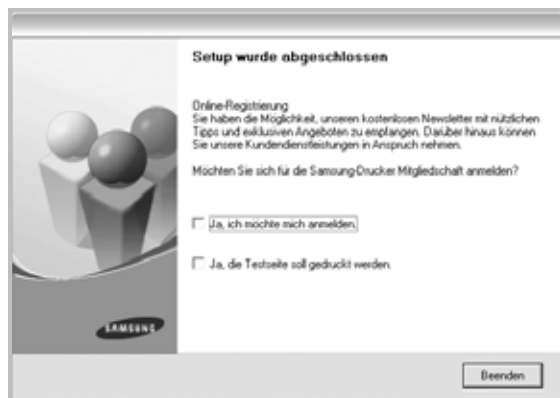 Setup wurde abgeschlossen
Online-Registrierung
Sie haben die Möglichkeit, unseren kostenlosen Newsletter mit nützlichen
Tipps und exklusiven Angeboten zu empfangen. Darüber hinaus können
Sie unsere Kundendienstleistungen in Anspruch nehmen.
Möchten Sie sich für die Samsung-Drucker Mitgliedschaft anmelden?
Ja, ich möchte mich anmelden.
Ja, die Testseite soll gedruckt werden.
SAMSUNG
Beenden